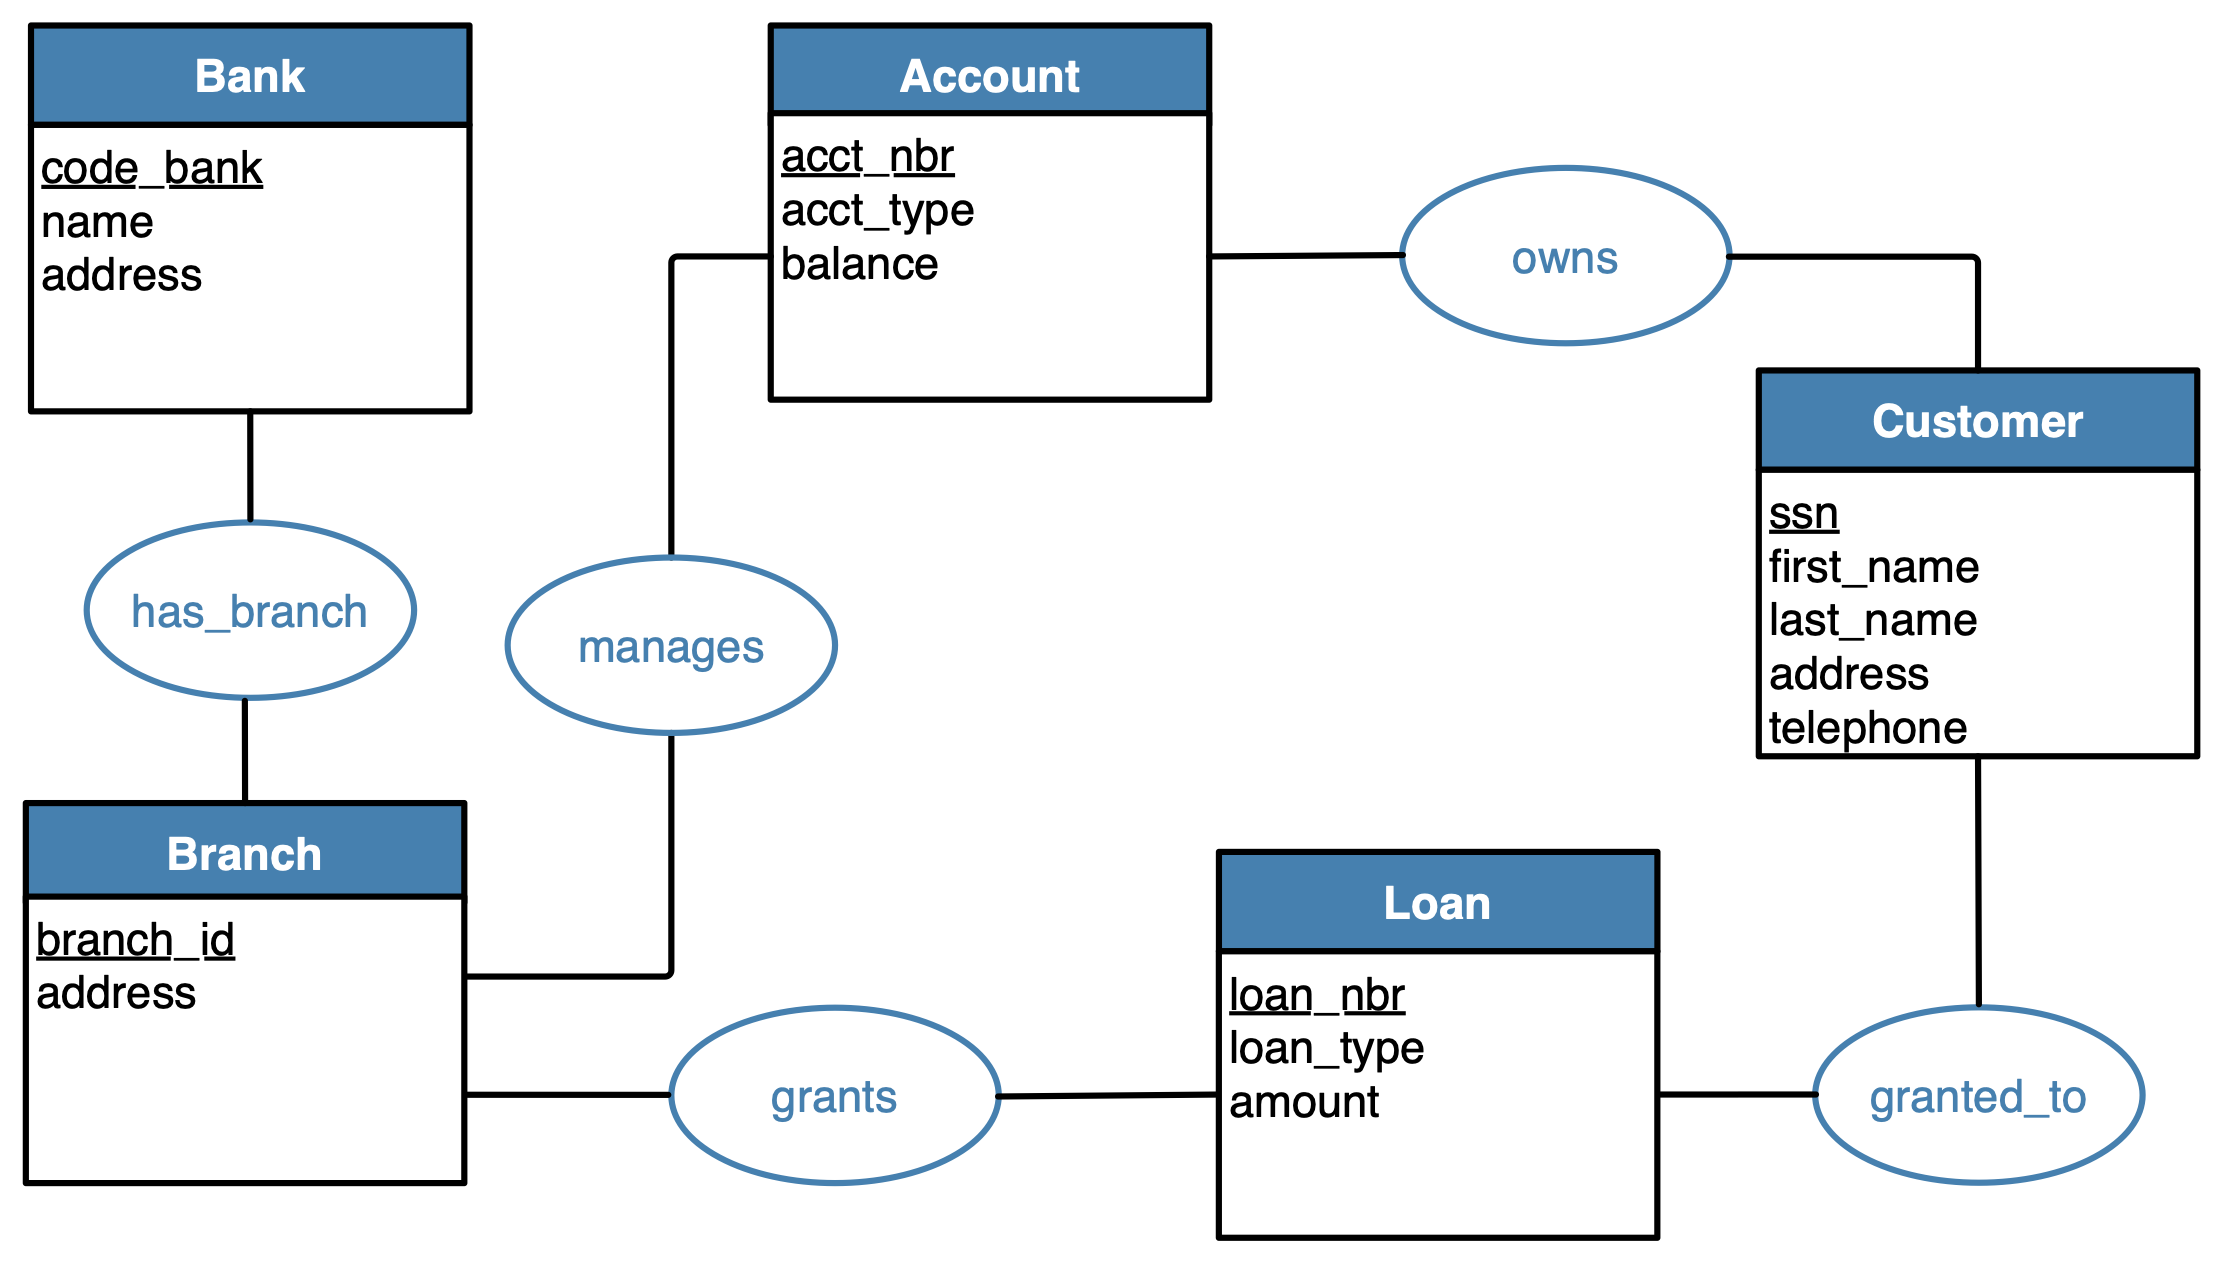 Bank
code_bank
name
address
Account
acct_nbr
acct_type
balance
owns
Customer
ssn
first_name
last_name
address
telephone
has_branch
manages
Branch
branch_id
address
grants
Loan
loan_nbr
loan_type
amount
granted_to